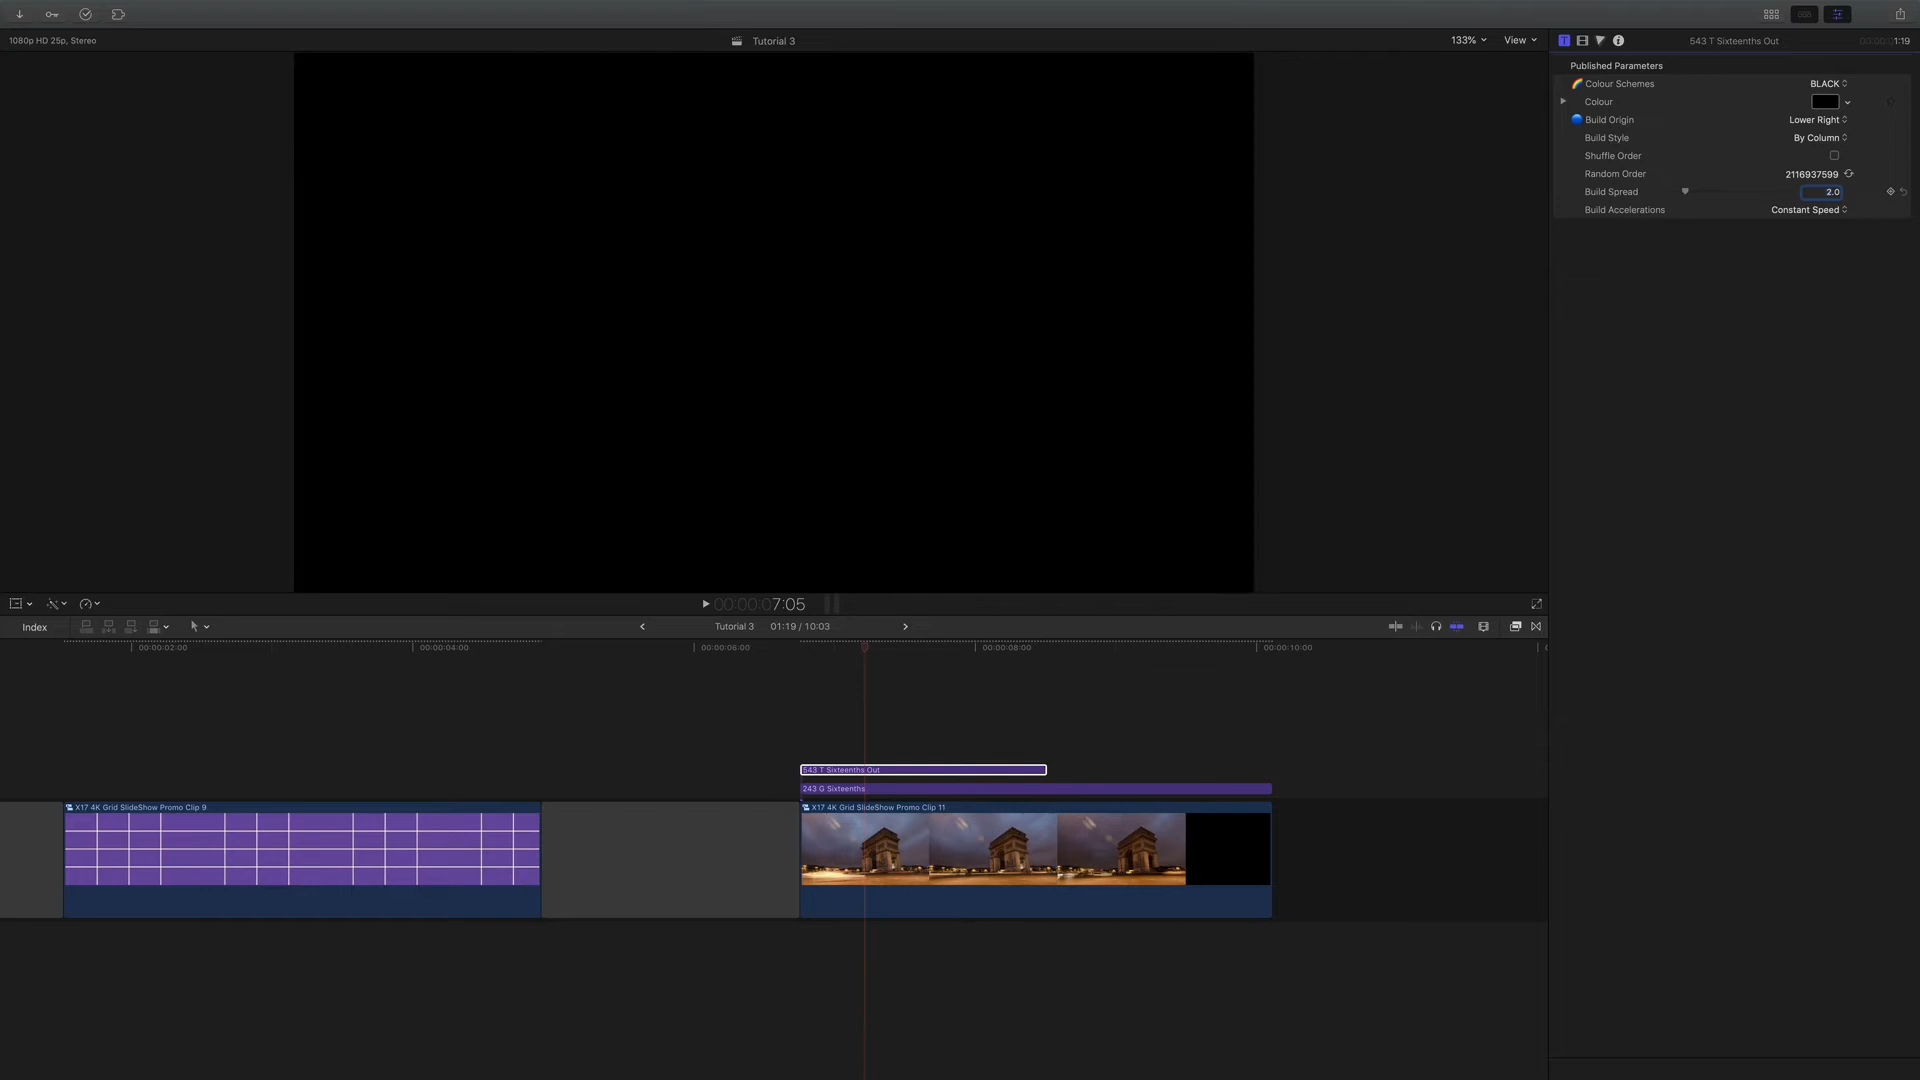 1080p HD 25p, Stereo
Tutorial 3
133%
View
543 T Sixteenths Out
00:00:00:01:19
Published Parameters
Colour Schemes
BLACK
Colour
Build Origin
Lower Right
Build Style
By Column
Shuffle Order
Random Order
2116937599
Build Spread
2.0
Build Accelerations
Constant Speed
00:00:07:05
Index
Tutorial 3
01:19 / 10:03
00:00:02:00
00:00:04:00
00:00:06:00
00:00:08:00
00:00:10:00
543 T Sixteenths Out
243 G Sixteenths
X17 4K Grid SlideShow Promo Clip 9
X17 4K Grid SlideShow Promo Clip 11